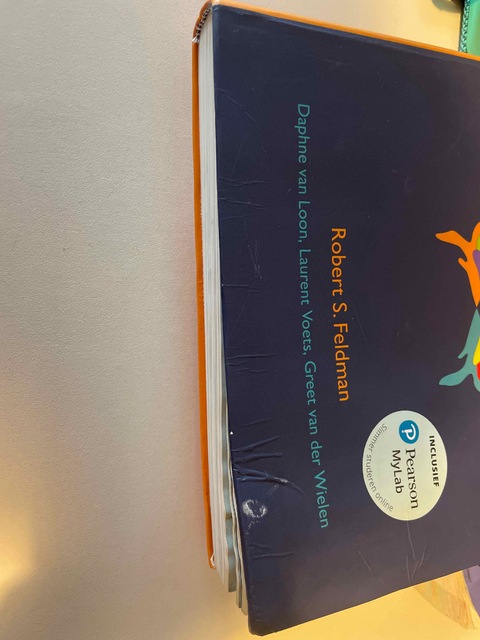 Robert S. Feldman
Daphne van Loon, Laurent Voets, Greet van der Wielen
INCLUSIEF
Pearson
MyLab
Slimmer studeren online